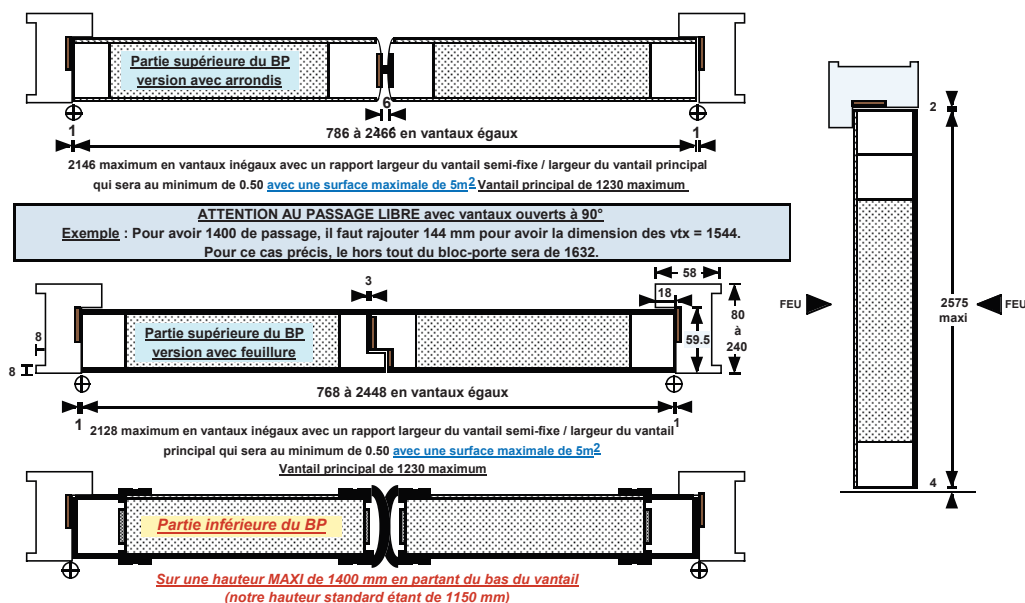 Partie supérieure du BP
version avec arrondis
6
1
1
786 à 2466 en vantaux égaux
2146 maximum en vantaux inégaux avec un rapport largeur du vantail semi-fixe / largeur du vantail principal
qui sera au minimum de 0.50 avec une surface maximale de 5m2 Vantail principal de 1230 maximum
ATTENTION AU PASSAGE LIBRE avec vantaux ouverts à 90°
Exemple : Pour avoir 1400 de passage, il faut rajouter 144 mm pour avoir la dimension des vtx = 1544.
Pour ce cas précis, le hors tout du bloc-porte sera de 1632.
3
58
18
Partie supérieure du BP
version avec feuillure
8
8
59.5
80
à
240
768 à 2448 en vantaux égaux
1
1
2128 maximum en vantaux inégaux avec un rapport largeur du vantail semi-fixe / largeur du vantail
principal qui sera au minimum de 0.50 avec une surface maximale de 5m2
Vantail principal de 1230 maximum
Partie inférieure du BP
Sur une hauteur MAXI de 1400 mm en partant du bas du vantail
(notre hauteur standard étant de 1150 mm)
2
FEU
2575
maxi
FEU
4